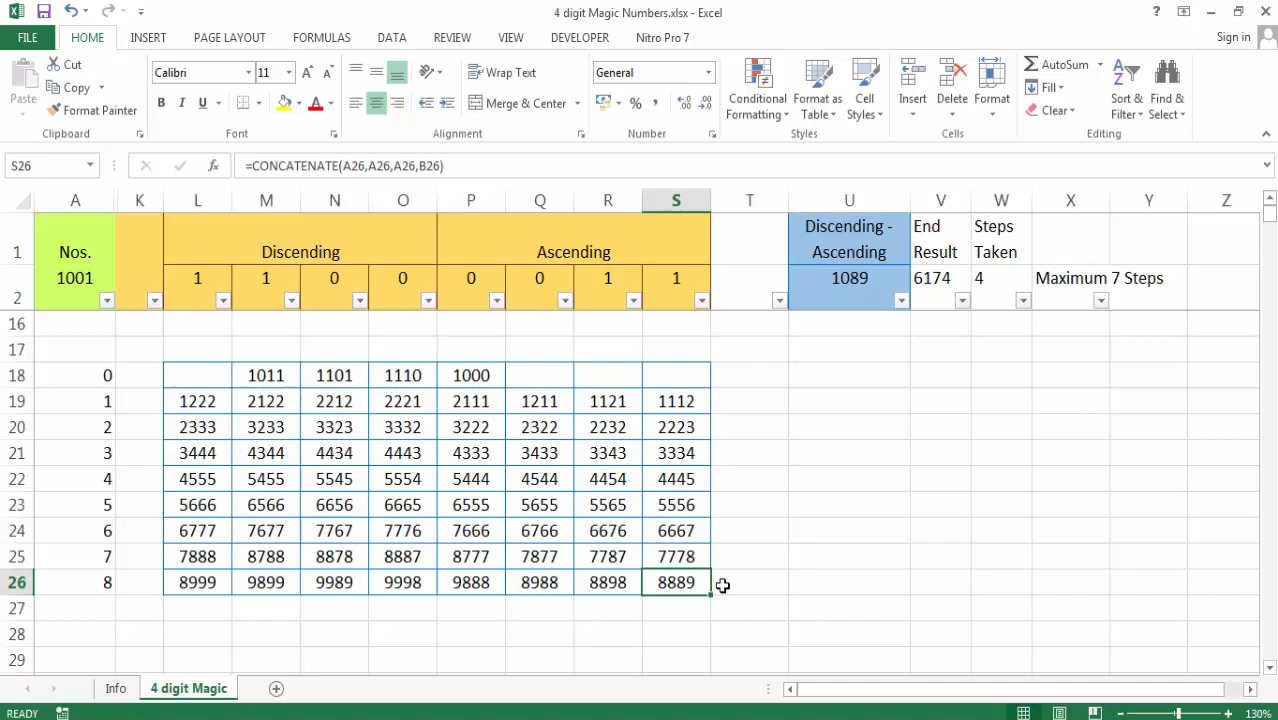 4 digit Magic Numbers.xlsx - Excel
FILE HOME INSERT PAGE LAYOUT FORMULAS DATA REVIEW VIEW DEVELOPER Nitro Pro 7 Sign in
Paste
Cut
Copy
Format Painter
Clipboard
Calibri 11
B I U A
Font
Wrap Text
Merge & Center
Alignment
General
%
Number
Conditional Formatting
Format as Table
Cell Styles
Styles
Insert
Delete
Format
Cells
AutoSum
Fill
Clear
Sort & Filter
Find & Select
Editing
S26 fx =CONCATENATE(A26,A26,A26,B26)
A K L M N O P Q R S T U V W X Y Z
1 Nos. Discending Ascending Discending - Ascending End Result Steps Taken
2 1001 1 1 0 0 0 0 1 1 1089 6174 4 Maximum 7 Steps
16
17
18 0 1011 1101 1110 1000
19 1 1222 2122 2212 2221 2111 1211 1121 1112
20 2 2333 3233 3323 3332 3222 2322 2232 2223
21 3 3444 4344 4434 4443 4333 3433 3343 3334
22 4 4555 5455 5545 5554 5444 4544 4454 4445
23 5 5666 6566 6656 6665 6555 5655 5565 5556
24 6 6777 7677 7767 7776 7666 6766 6676 6667
25 7 7888 8788 8878 8887 8777 7877 7787 7778
26 8 8999 9899 9989 9998 9888 8988 8898 8889
27
28
29
Info 4 digit Magic
READY 130%